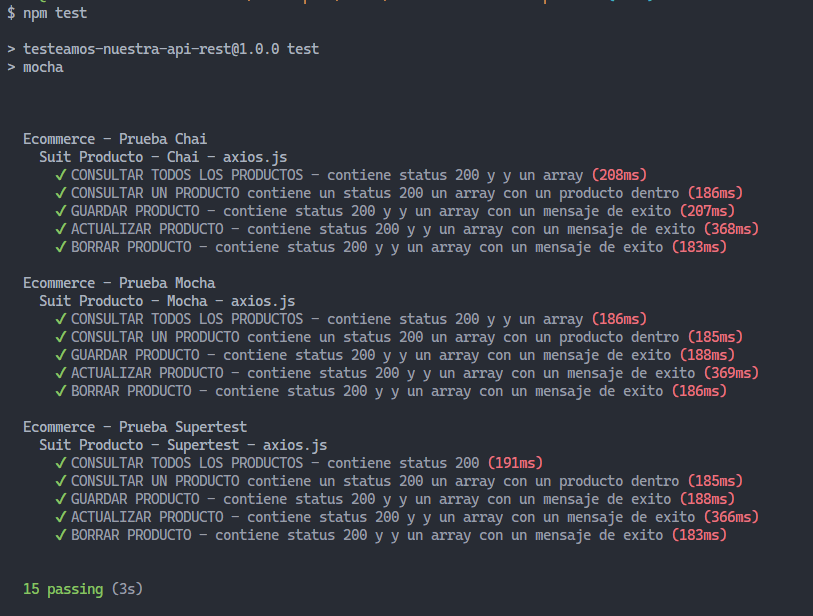 $ npm test
> testeamos-nuestra-api-rest@1.0.0 test
> mocha
Ecommerce - Prueba Chai
Suit Producto - Chai - axios.js
✓ CONSULTAR TODOS LOS PRODUCTOS - contiene status 200 y y un array (208ms)
✓ CONSULTAR UN PRODUCTO contiene un status 200 un array con un producto dentro (186ms)
✓ GUARDAR PRODUCTO - contiene status 200 y y un array con un mensaje de exito (207ms)
✓ ACTUALIZAR PRODUCTO - contiene status 200 y y un array con un mensaje de exito (368ms)
✓ BORRAR PRODUCTO - contiene status 200 y y un array con un mensaje de exito (183ms)
Ecommerce - Prueba Mocha
Suit Producto - Mocha - axios.js
✓ CONSULTAR TODOS LOS PRODUCTOS - contiene status 200 y y un array (186ms)
✓ CONSULTAR UN PRODUCTO contiene un status 200 un array con un producto dentro (185ms)
✓ GUARDAR PRODUCTO - contiene status 200 y y un array con un mensaje de exito (188ms)
✓ ACTUALIZAR PRODUCTO - contiene status 200 y y un array con un mensaje de exito (369ms)
✓ BORRAR PRODUCTO - contiene status 200 y y un array con un mensaje de exito (186ms)
Ecommerce - Prueba Supertest
Suit Producto - Supertest - axios.js
✓ CONSULTAR TODOS LOS PRODUCTOS - contiene status 200 (191ms)
✓ CONSULTAR UN PRODUCTO contiene un status 200 un array con un producto dentro (185ms)
✓ GUARDAR PRODUCTO - contiene status 200 y y un array con un mensaje de exito (188ms)
✓ ACTUALIZAR PRODUCTO - contiene status 200 y y un array con un mensaje de exito (366ms)
✓ BORRAR PRODUCTO - contiene status 200 y y un array con un mensaje de exito (183ms)
15 passing (3s)